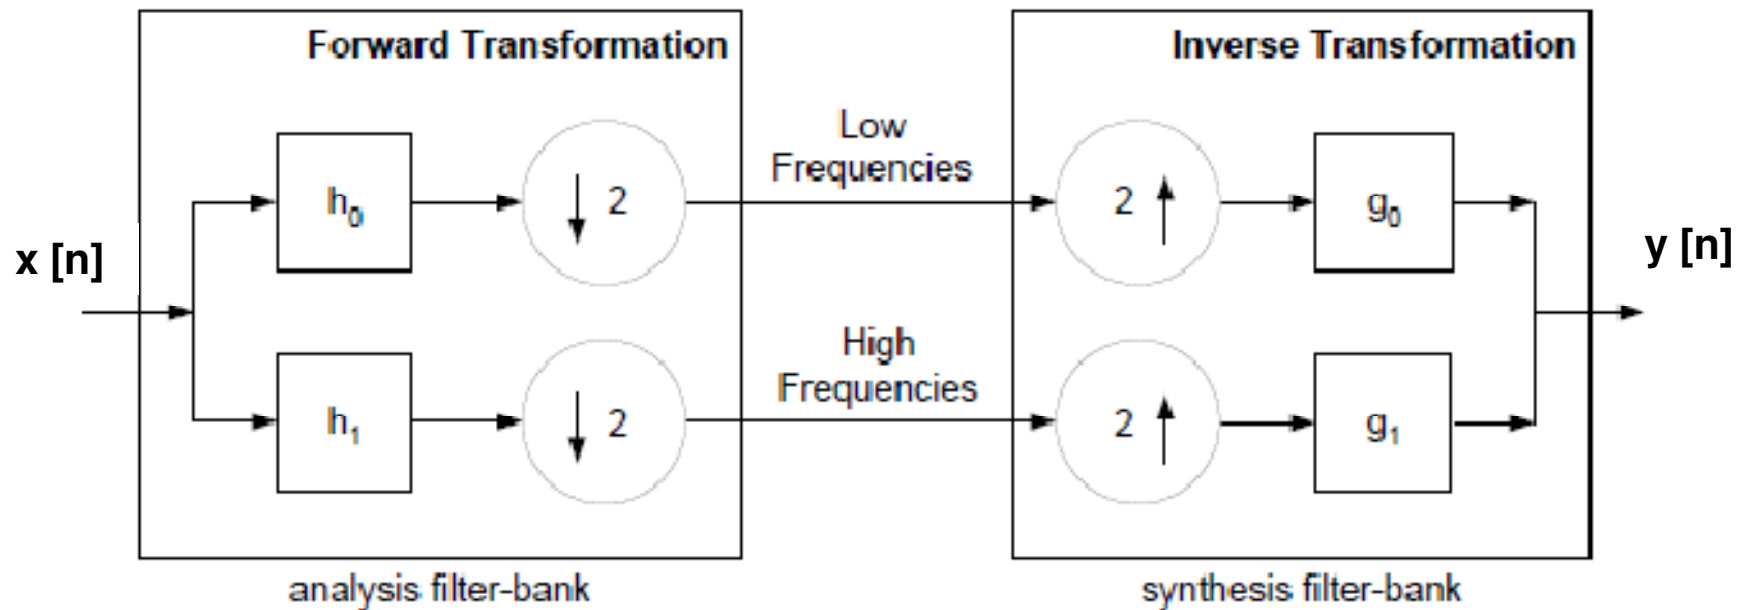 Forward Transformation
Inverse Transformation
Low
Frequencies
h0
↓ 2
2 ↑
g0
x [n]
y [n]
High
Frequencies
h1
↓ 2
2 ↑
g1
analysis filter-bank
synthesis filter-bank